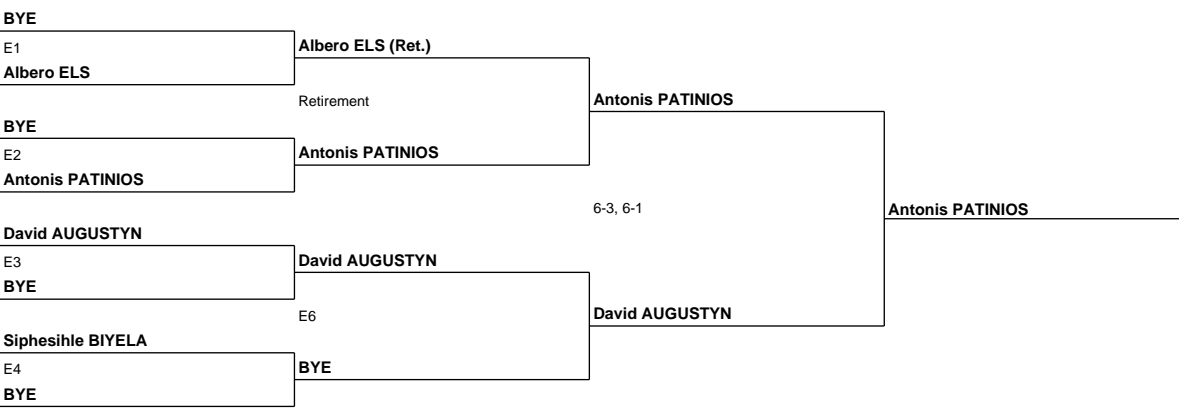 BYE
E1
Albero ELS
Albero ELS (Ret.)
Retirement
BYE
E2
Antonis PATINIOS
Antonis PATINIOS
Antonis PATINIOS
6-3, 6-1
Antonis PATINIOS
David AUGUSTYN
E3
BYE
David AUGUSTYN
E6
David AUGUSTYN
Siphesihle BIYELA
E4
BYE
BYE